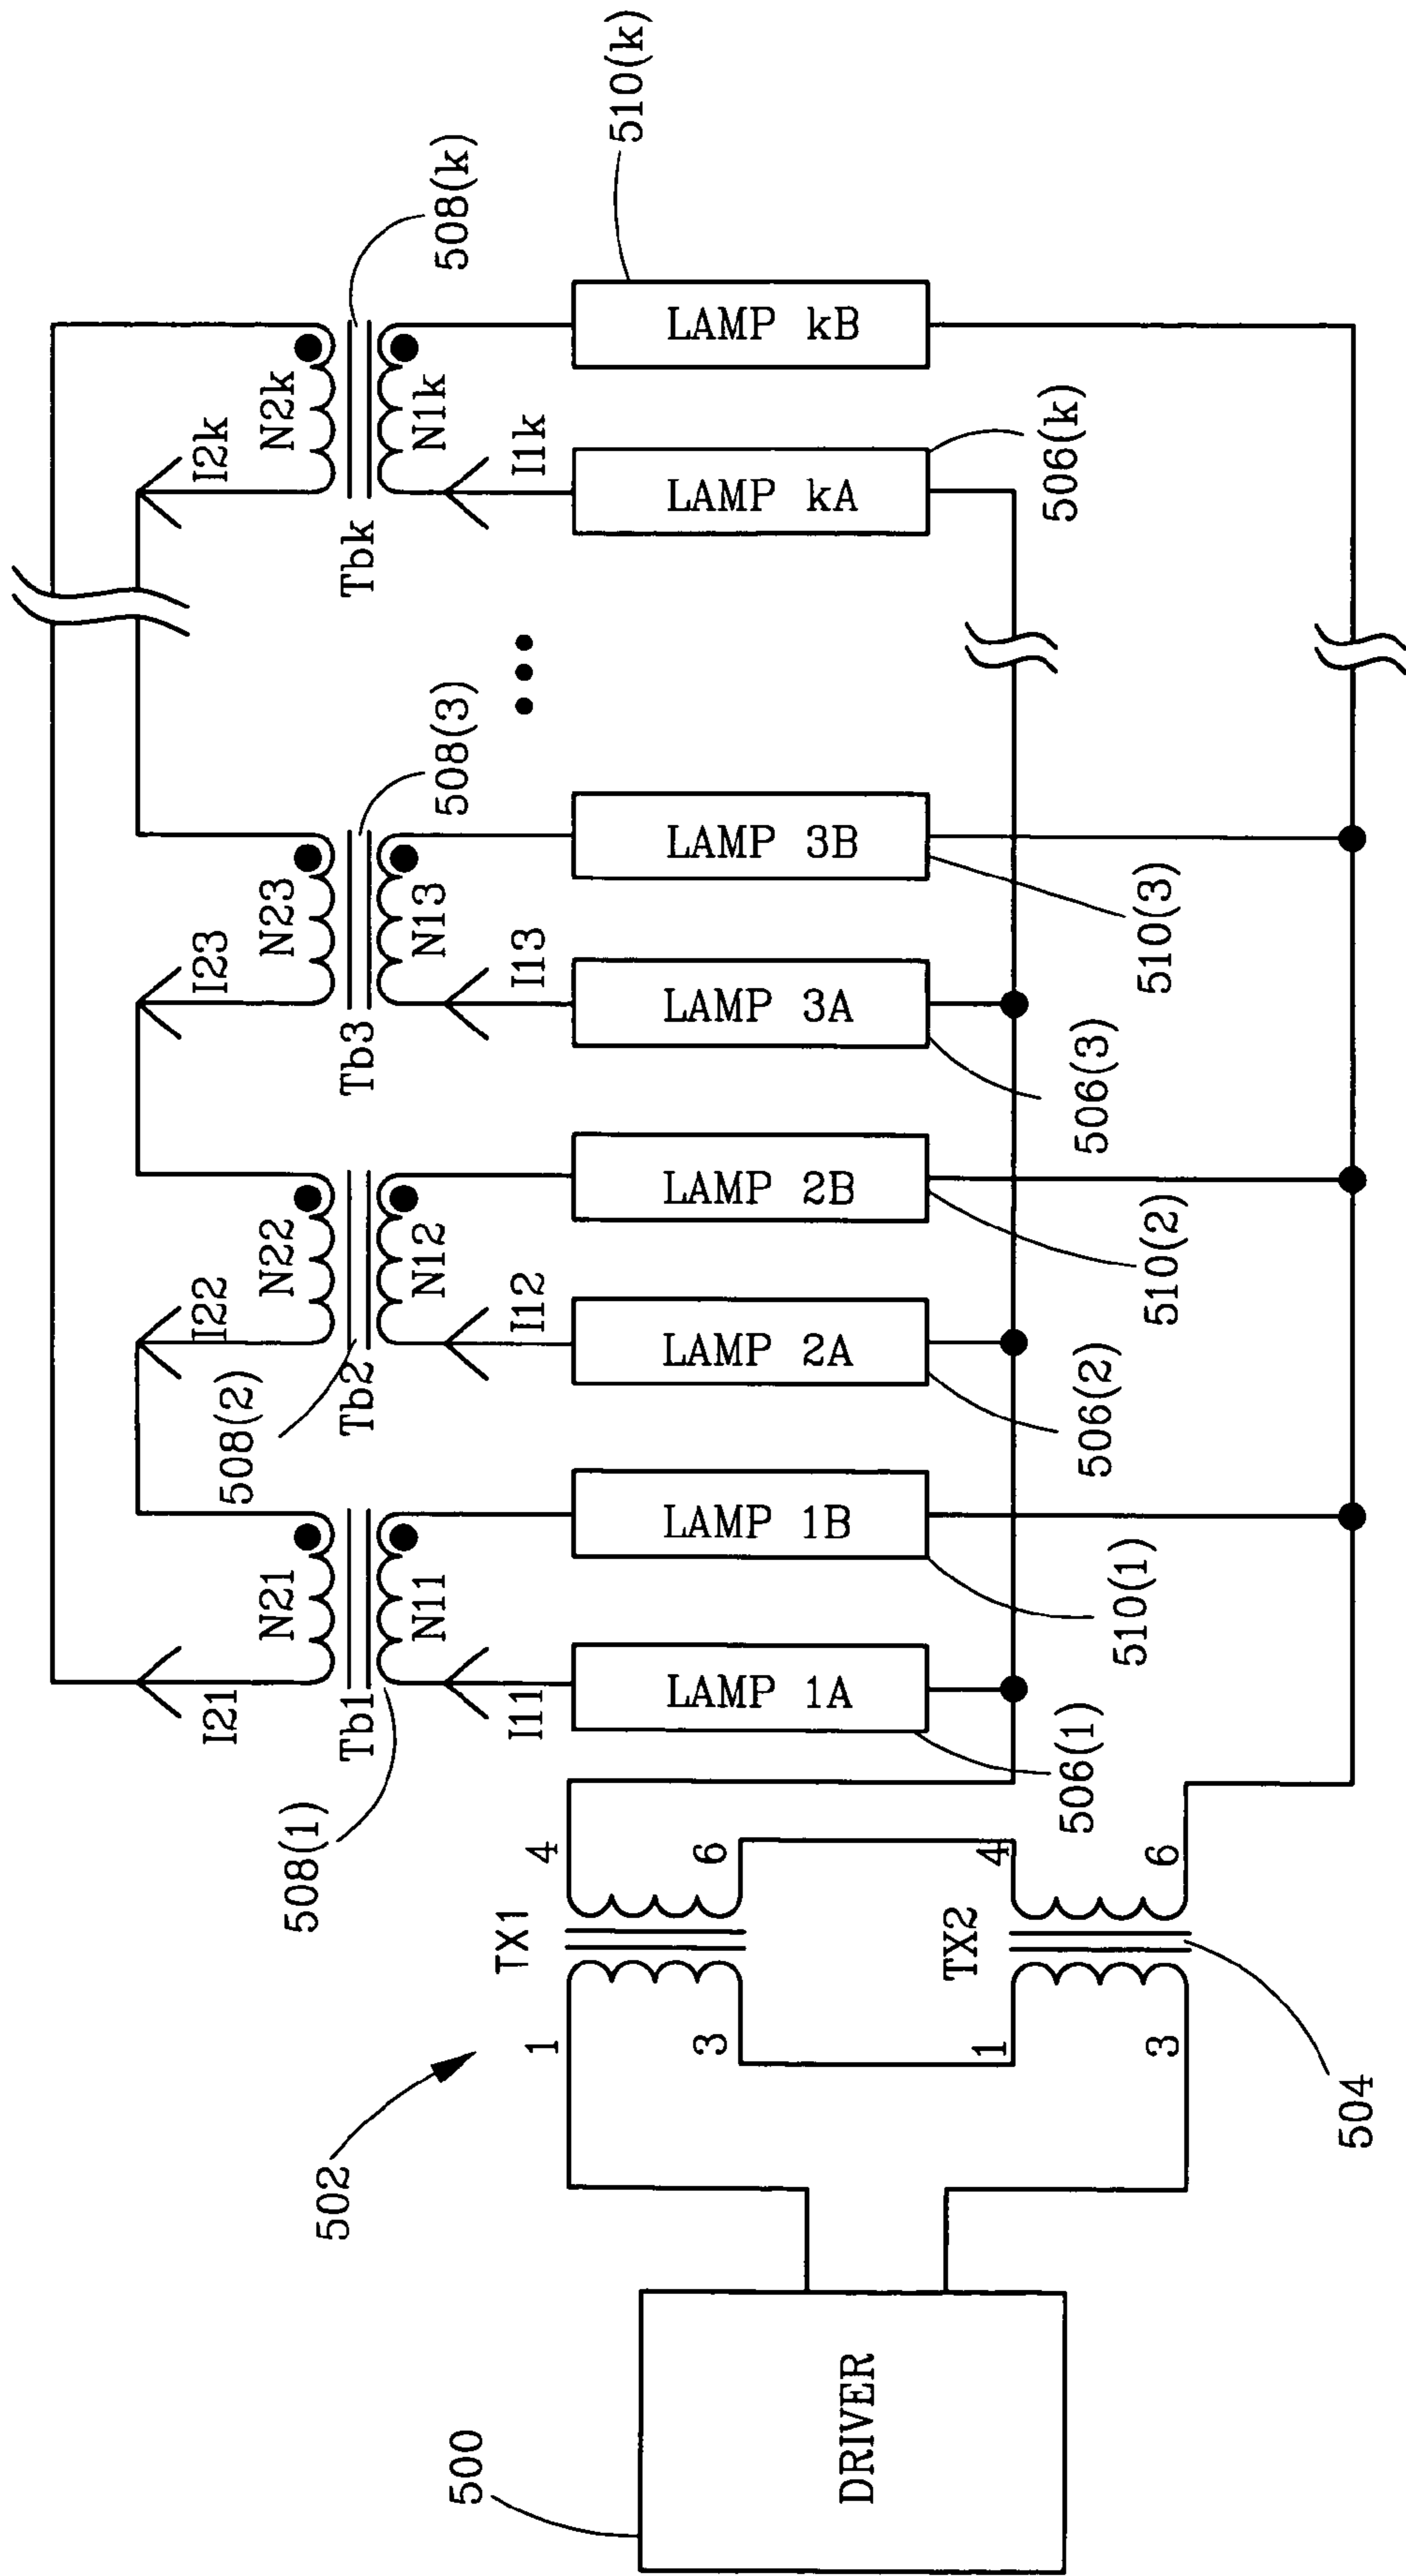 510(k)
508(k)
I2k
N2k
N1k
I1k
Tbk
LAMP kB
LAMP kA
506(k)
508(3)
I23
N23
N13
I13
Tb3
LAMP 3B
LAMP 3A
510(3)
506(3)
I22
N22
N12
I12
508(2)
Tb2
LAMP 2B
LAMP 2A
510(2)
506(2)
I21
N21
N11
I11
Tb1
508(1)
LAMP 1B
LAMP 1A
510(1)
506(1)
4
6
4
6
TX1
TX2
1
3
1
3
502
504
500
DRIVER